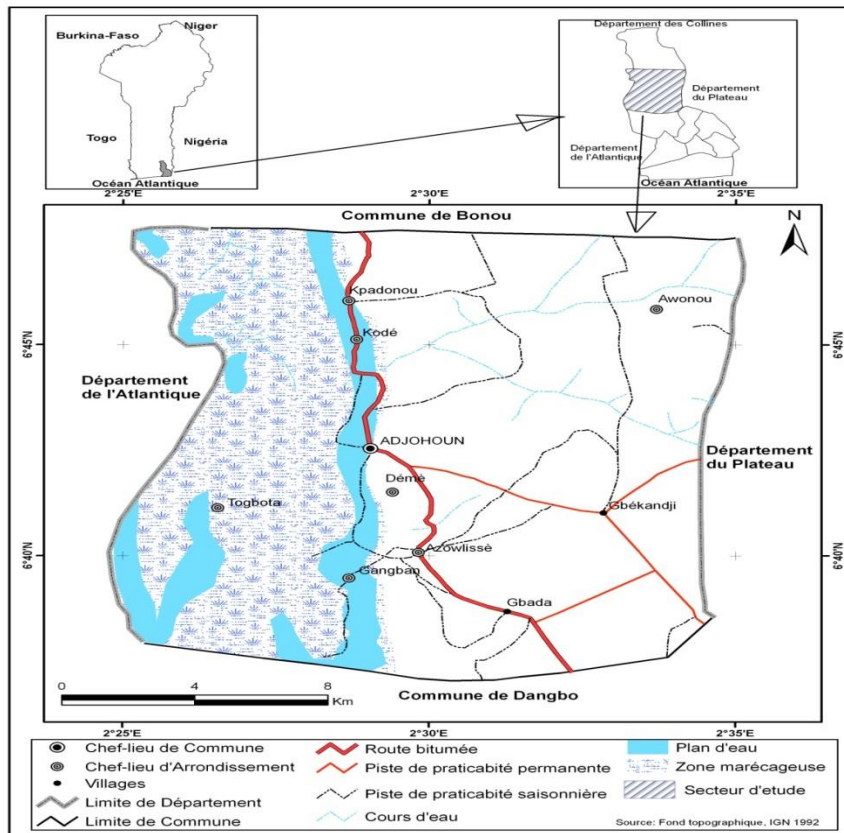 Niger
Burkina-Faso
Togo
Nigéria
Océan Atlantique
Département des Collines
Département
du Plateau
Département
de l'Atlantique
Océan Atlantique
2°25'E
2°30'E
2°35'E
Commune de Bonou
N
Kpadonou
Awonou
Kodé
6°45'N
6°45'N
Département
de l'Atlantique
ADJOHOUN
Département
du Plateau
Démè
Togbota
Gbékandji
Azowlissè
6°40'N
6°40'N
Gangban
Gbada
0 4 8
Km
Commune de Dangbo
2°25'E
2°30'E
2°35'E
Chef-lieu de Commune
Chef-lieu d'Arrondissement
Villages
Limite de Département
Limite de Commune
Route bitumée
Piste de praticabité permanente
Piste de praticabité saisonnière
Cours d'eau
Plan d'eau
Zone marécageuse
Secteur d'etude
Source: Fond topographique, IGN 1992